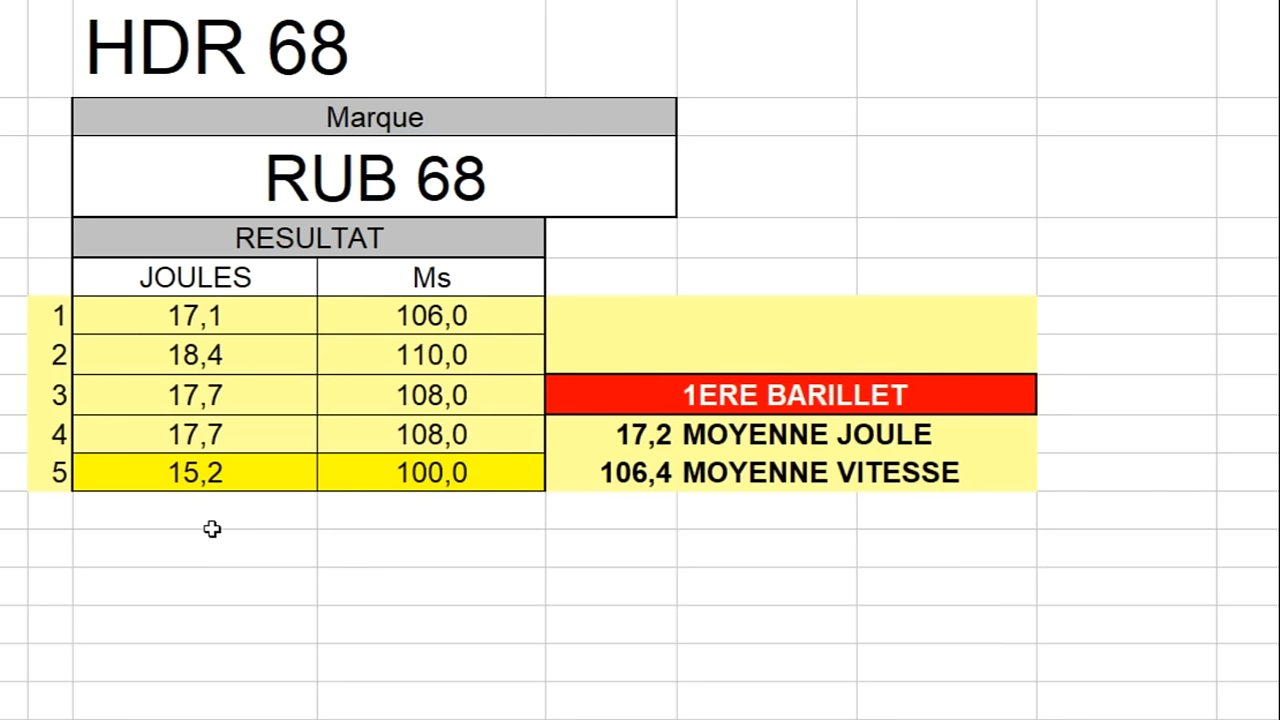 HDR 68
Marque
RUB 68
RESULTAT
JOULES Ms
1 17,1 106,0
2 18,4 110,0
3 17,7 108,0 1ERE BARILLET
4 17,7 108,0 17,2 MOYENNE JOULE
5 15,2 100,0 106,4 MOYENNE VITESSE